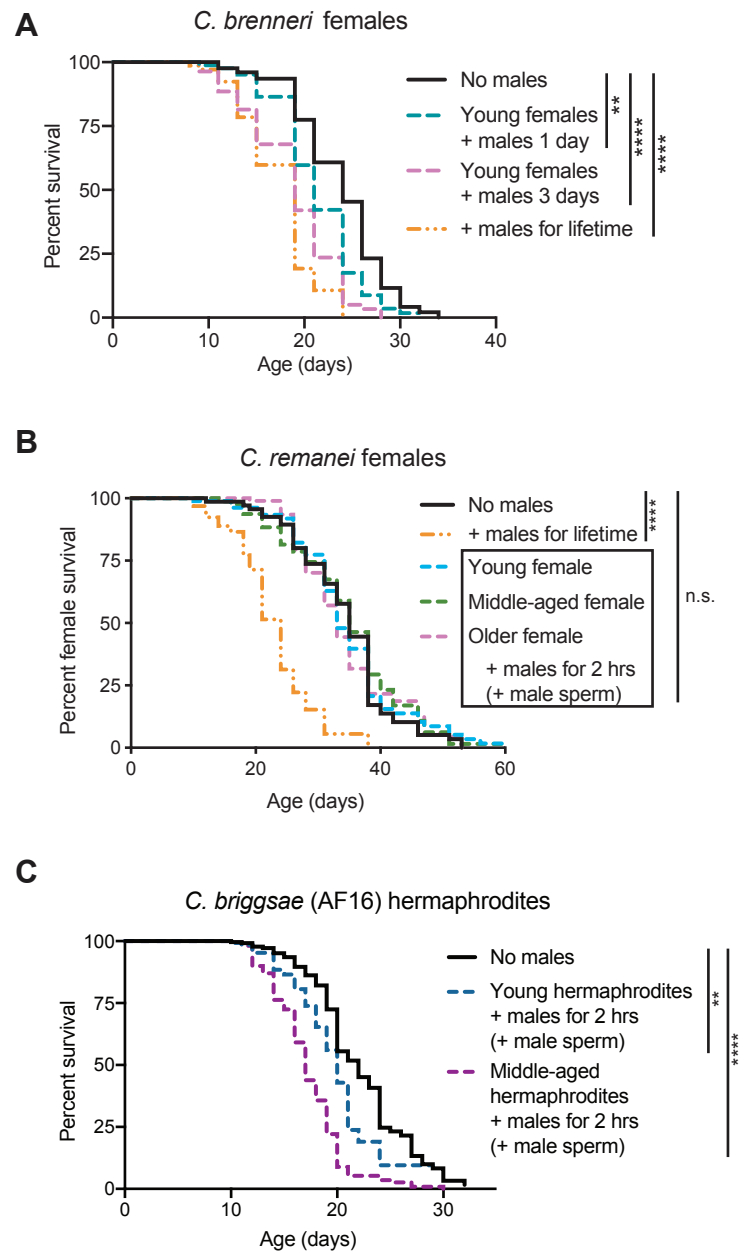 A
C. brenneri females
Percent survival
100
75
50
25
0
0 10 20 30 40
Age (days)
No males
Young females
+ males 1 day
Young females
+ males 3 days
+ males for lifetime
**
****
****
B
C. remanei females
Percent female survival
100
75
50
25
0
0 20 40 60
Age (days)
No males
+ males for lifetime
Young female
Middle-aged female
Older female
+ males for 2 hrs
(+ male sperm)
****
n.s.
C
C. briggsae (AF16) hermaphrodites
Percent survival
100
75
50
25
0
0 10 20 30
Age (days)
No males
Young hermaphrodites
+ males for 2 hrs
(+ male sperm)
Middle-aged
hermaphrodites
+ males for 2 hrs
(+ male sperm)
**
****